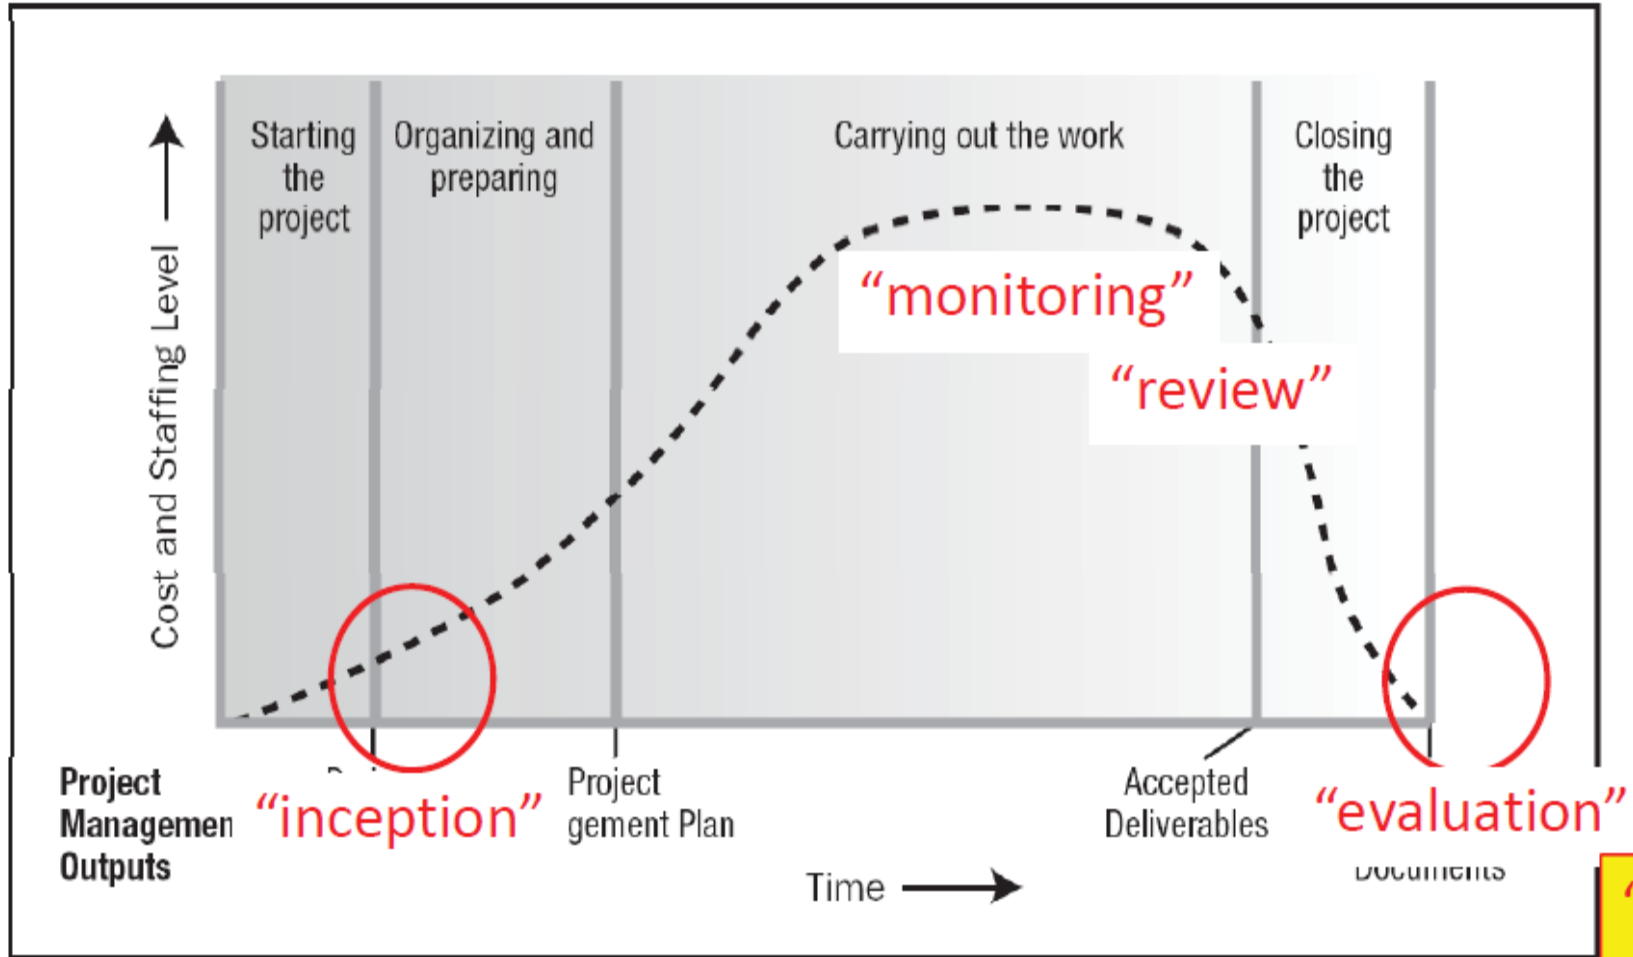 Starting
the
project
Organizing and
preparing
Carrying out the work
Closing
the
project
Cost and Staffing Level
“monitoring”
“review”
Project
Managemen
Outputs
“inception”
Project
gement Plan
Accepted
Deliverables
“evaluation”
Documents
Time